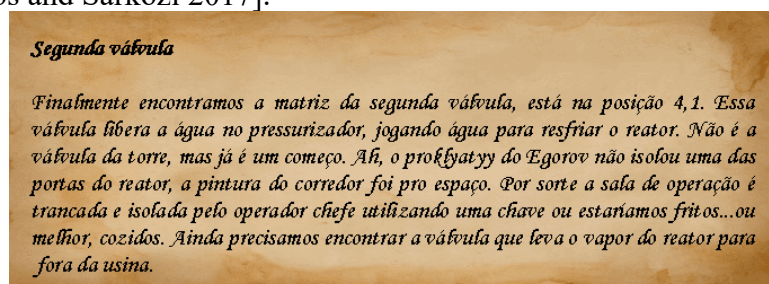 os and Sarkozi 2017].
Segunda válvula
Finalmente encontramos a matriz da segunda válvula, está na posição 4,1. Essa
válvula libera a água no pressurizador, jogando água para resfriar o reator. Não é a
válvula da torre, mas já é um começo. Ah, o proklyatyy do Egorov não isolou uma das
portas do reator, a pintura do corredor foi pro espaço. Por sorte a sala de operação é
trancada e isolada pelo operador chefe utilizando uma chave ou estaríamos fritos...ou
melhor, cozidos. Ainda precisamos encontrar a válvula que leva o vapor do reator para
fora da usina.